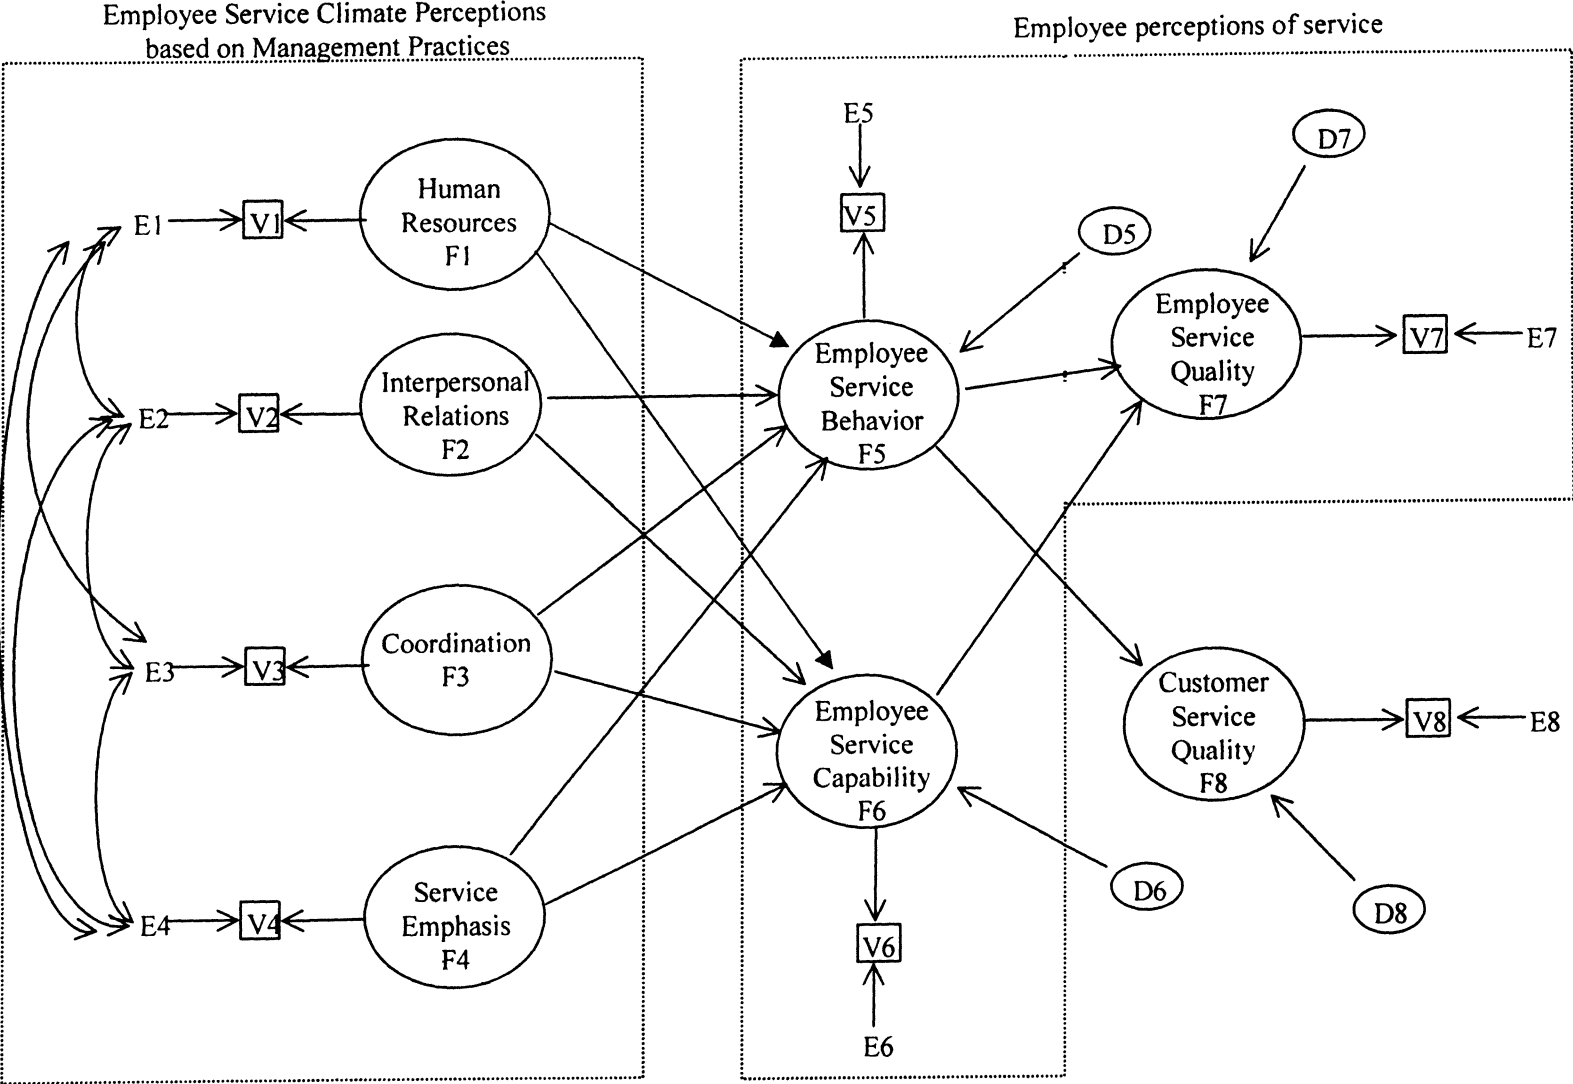 Employee Service Climate Perceptions
based on Management Practices
Employee perceptions of service
E5
D7
Human
Resources
F1
E1
V1
V5
D5
Employee
Service
Quality
F7
V7
E7
Employee
Service
Behavior
F5
Interpersonal
Relations
F2
E2
V2
Coordination
F3
E3
V3
Customer
Service
Quality
F8
V8
E8
Employee
Service
Capability
F6
Service
Emphasis
F4
E4
V4
D6
D8
V6
E6